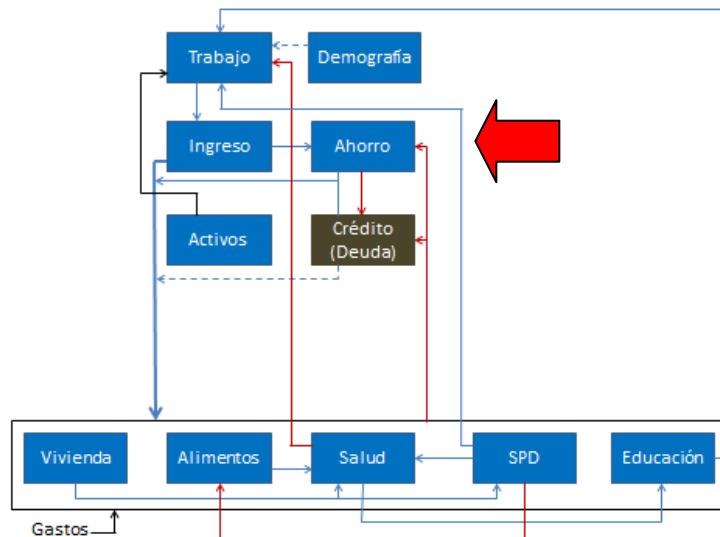 Trabajo
Demografía
Ingreso
Ahorro
Activos
Crédito
(Deuda)
Vivienda
Alimentos
Salud
SPD
Educación
Gastos